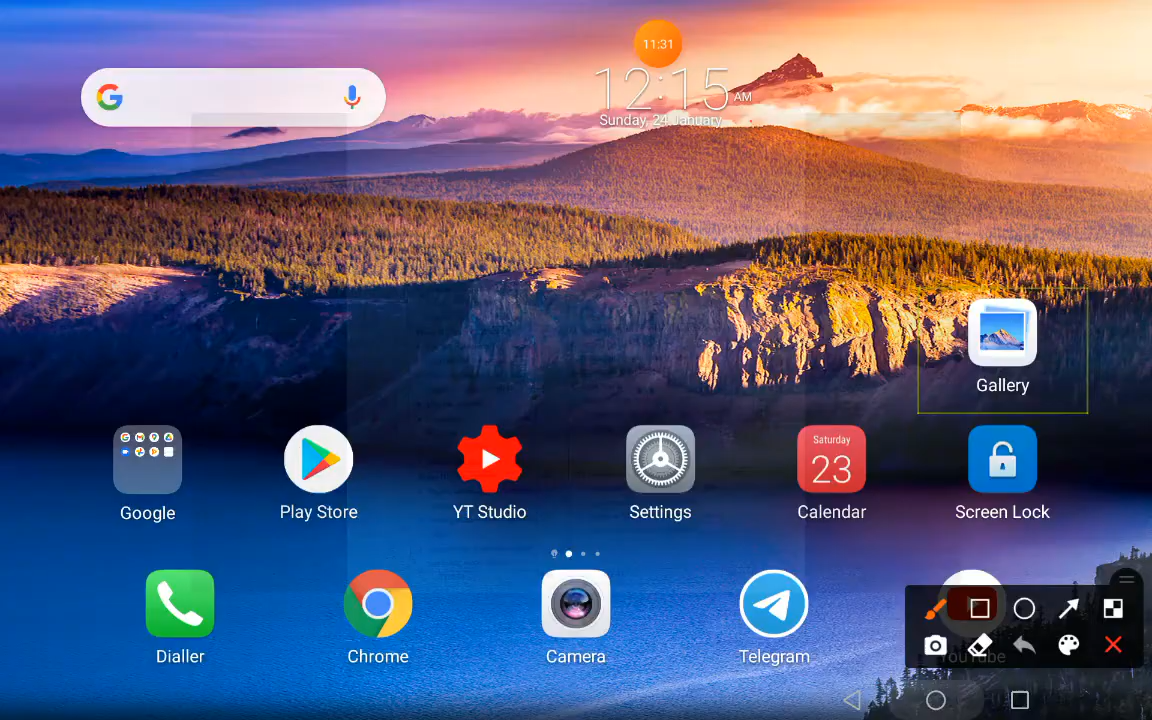 11:31
12:15 AM
Sunday, 24 January
Gallery
Saturday
23
Google
Play Store
YT Studio
Settings
Calendar
Screen Lock
Dialler
Chrome
Camera
Telegram
YouTube